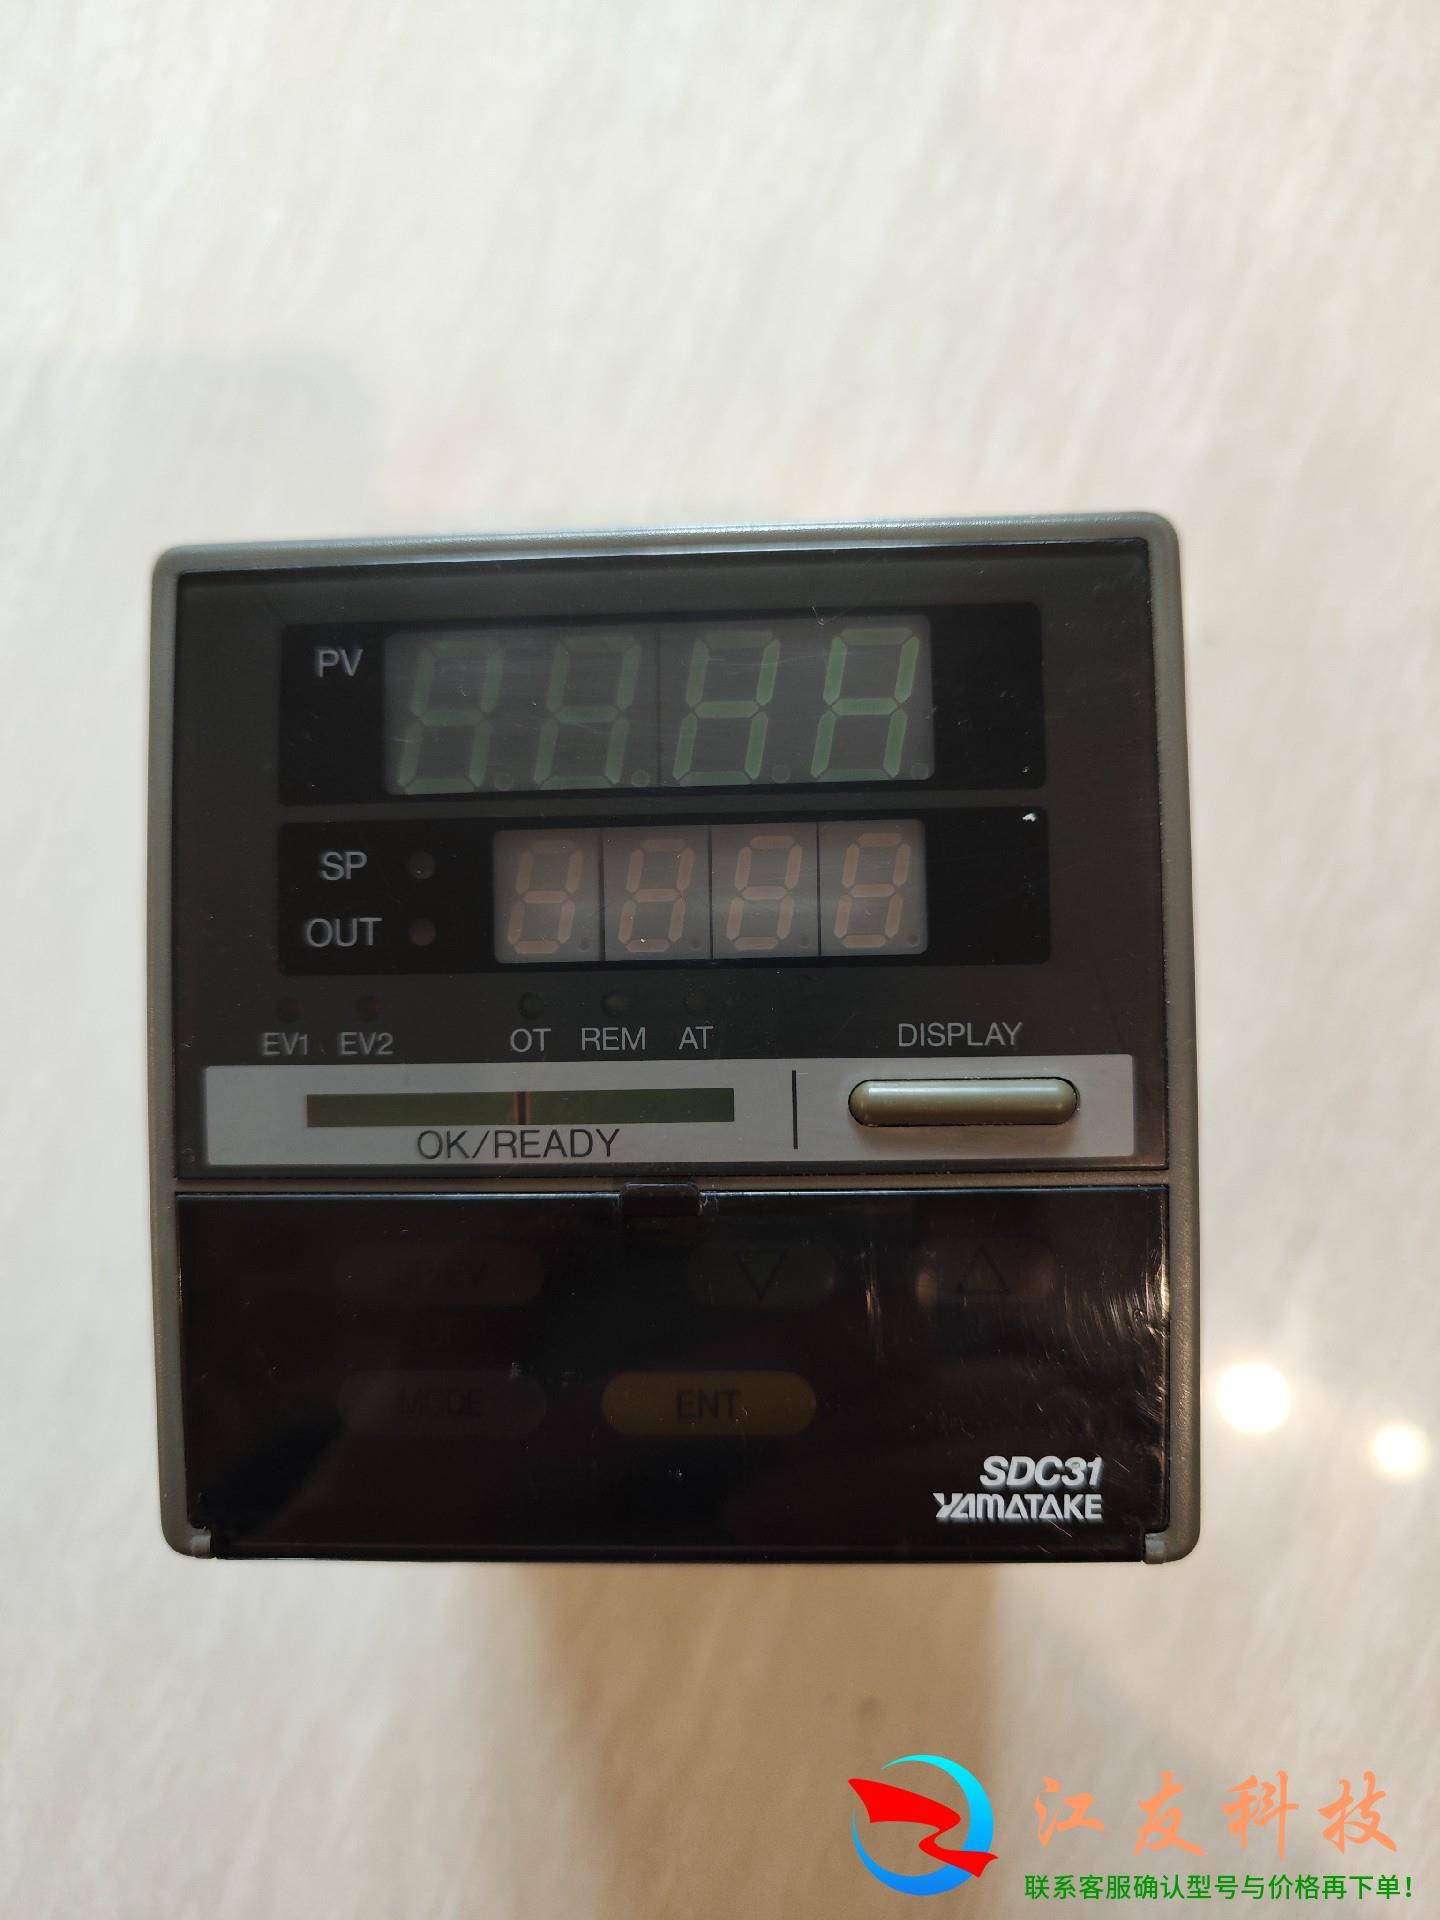 PV
SP
OUT
EV1 EV2 OT REM AT DISPLAY
OK/READY
MODE ENT
SDC31
YAMATAKE
江友科技
联系客服确认型号与价格再下单！